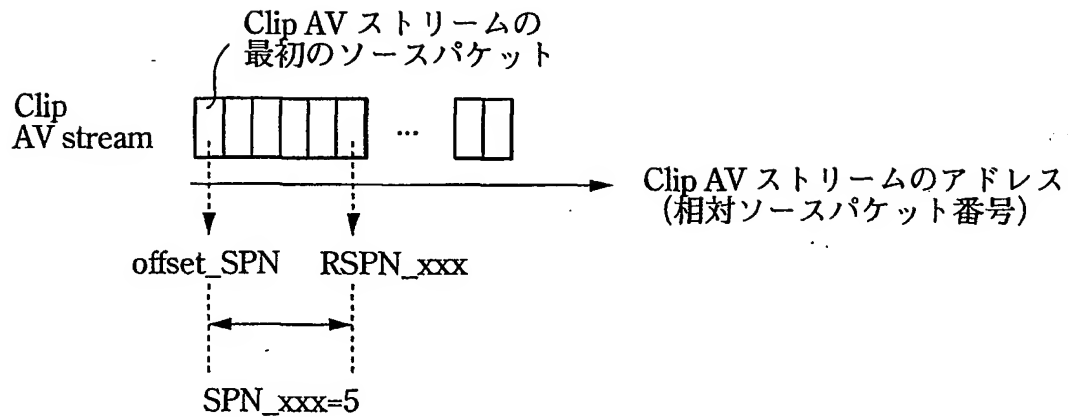 Clip AV ストリームの
最初のソースパケット
Clip
AV stream
...
Clip AV ストリームのアドレス
(相対ソースパケット番号)
offset_SPN RSPN_xxx
SPN_xxx=5